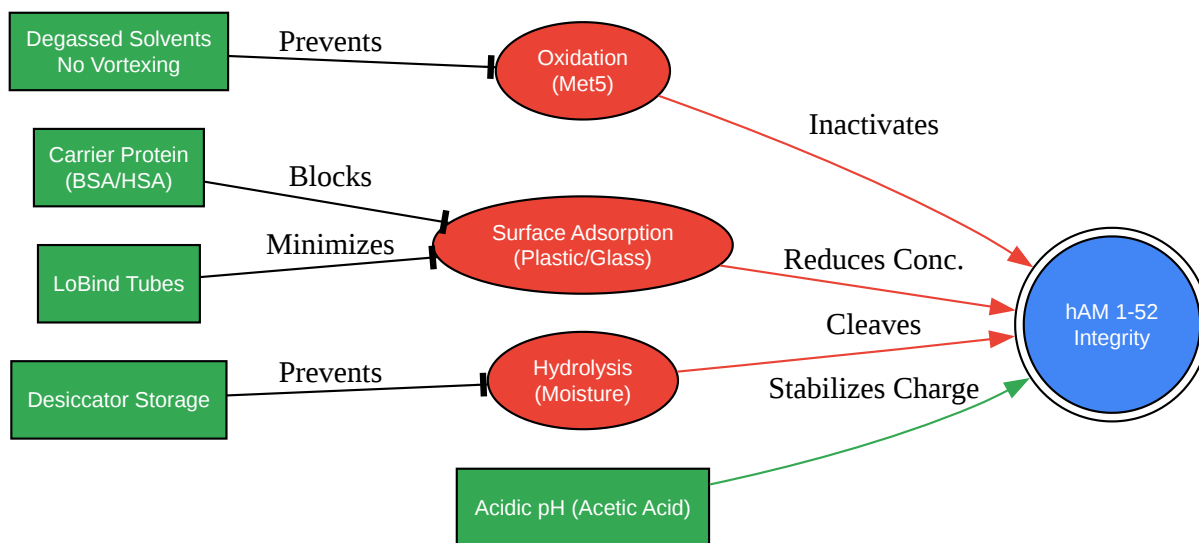 Degassed Solvents
No Vortexing
Prevents
Oxidation
(Met5)
Inactivates
Carrier Protein
(BSA/HSA)
Blocks
Surface Adsorption
(Plastic/Glass)
Minimizes
LoBind Tubes
Reduces Conc.
hAM 1-52
Integrity
Cleaves
Hydrolysis
(Moisture)
Prevents
Desiccator Storage
Stabilizes Charge
Acidic pH (Acetic Acid)